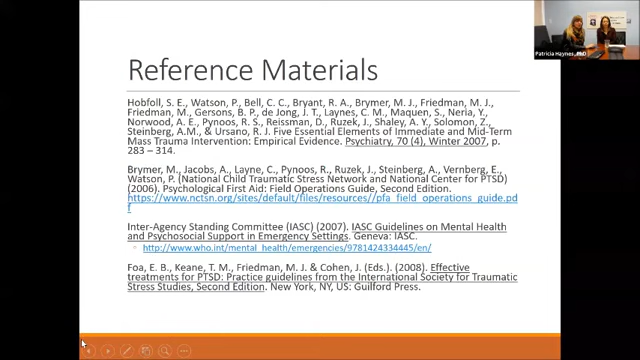 Patricia Haynes, PhD
Reference Materials
Hobfoll, S. E., Watson, P., Bell, C. C., Bryant, R. A., Brymer, M. J., Friedman, M. J.,
Friedman, M., Gersons, B. P., de Jong, J. T., Laynes, C. M., Maquen, S., Neria, Y.,
Norwood, A. E., Pynoos, R. S., Reissman, D., Ruzek, J., Shaley, A. Y., Solomon, Z.,
Steinberg, A.M., & Ursano, R. J. Five Essential Elements of Immediate and Mid-Term
Mass Trauma Intervention: Empirical Evidence. Psychiatry, 70 (4), Winter 2007, p.
283 – 314.
Brymer, M., Jacobs, A., Layne, C., Pynoos, R., Ruzek, J., Steinberg, A., Vernberg, E.,
Watson, P. (National Child Traumatic Stress Network and National Center for PTSD)
(2006). Psychological First Aid: Field Operations Guide, Second Edition.
https://www.nctsn.org/sites/default/files/resources//pfa_field_operations_guide.pd
f
Inter-Agency Standing Committee (IASC) (2007). IASC Guidelines on Mental Health
and Psychosocial Support in Emergency Settings. Geneva: IASC.
http://www.who.int/mental_health/emergencies/9781424334445/en/
Foa, E. B., Keane, T. M., Friedman, M. J. & Cohen, J. (Eds.). (2008). Effective
treatments for PTSD: Practice guidelines from the International Society for Traumatic
Stress Studies, Second Edition. New York, NY, US: Guilford Press.